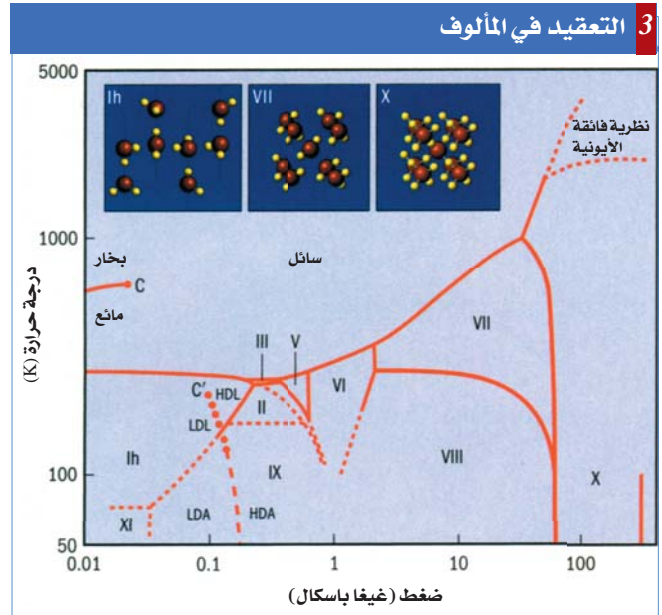 3 التعقيد في المألوف
5000
Ih
VII
X
نظرية فائقة
الأيونية
1000
بخار
سائل
C
مائع
درجة حرارة (K)
VII
III
V
VI
C'
HDL
II
LDL
Ih
IX
VIII
100
X
XI
LDA
HDA
50
0.01
0.1
1
10
100
ضغط (غيغا باسكال)